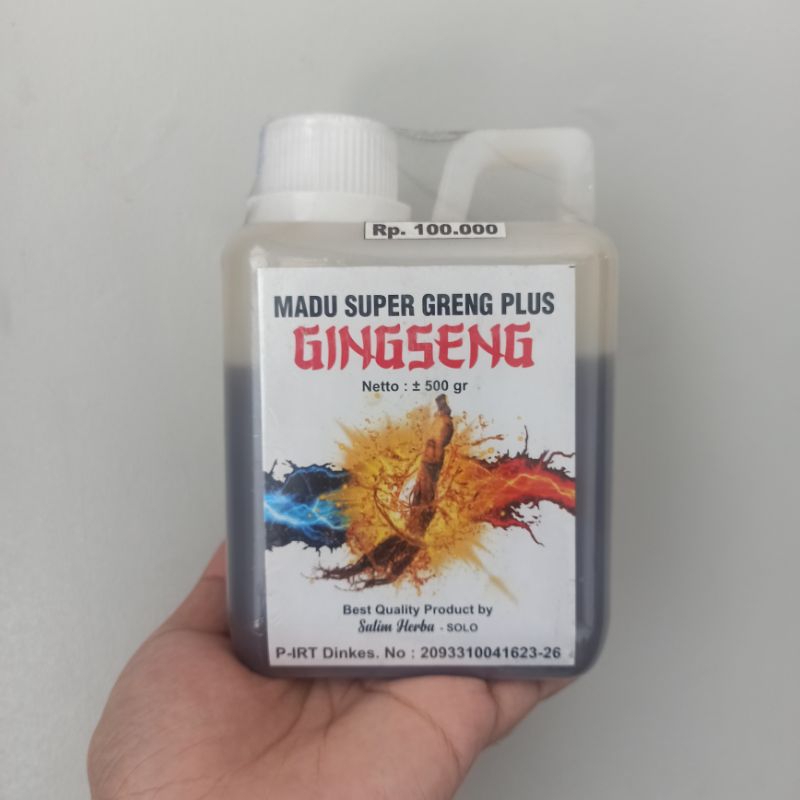 Rp. 100.000
MADU SUPER GRENG PLUS
GINGSENG
Netto : ± 500 gr
Best Quality Product by
Salim Herba - SOLO
P-IRT Dinkes. No : 2093310041623-26